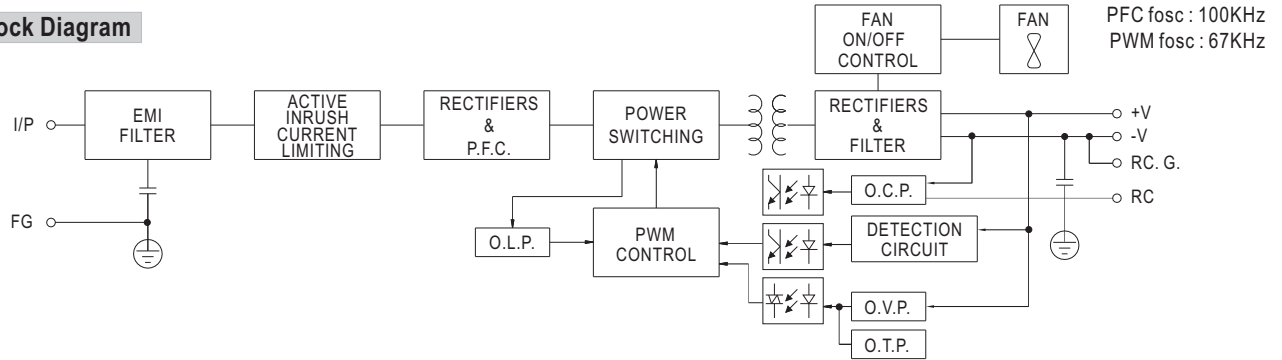 ock Diagram
PFC fosc : 100KHz
PWM fosc : 67KHz
FAN
ON/OFF
CONTROL
FAN
I/P
EMI
FILTER
ACTIVE
INRUSH
CURRENT
LIMITING
RECTIFIERS
&
P.F.C.
POWER
SWITCHING
RECTIFIERS
&
FILTER
+V
-V
RC. G.
RC
FG
O.L.P.
PWM
CONTROL
O.C.P.
DETECTION
CIRCUIT
O.V.P.
O.T.P.